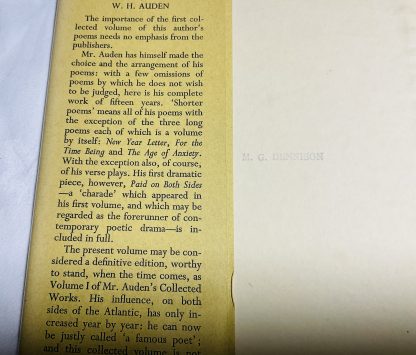 W. H. AUDEN
The importance of the first col-
lected volume of this author's
poems needs no emphasis from the
publishers.
Mr. Auden has himself made the
choice and the arrangement of his
poems: with a few omissions of
poems by which he does not wish
to be judged, here is his complete
work of fifteen years. 'Shorter
poems' means all of his poems with
the exception of the three long
poems each of which is a volume
by itself: New Year Letter, For the
Time Being and The Age of Anxiety.
With the exception also, of course,
of his verse plays. His first dramatic
piece, however, Paid on Both Sides
—a 'charade' which appeared in
his first volume, and which may be
regarded as the forerunner of con-
temporary poetic drama—is in-
cluded in full.
The present volume may be con-
sidered a definitive edition, worthy
to stand, when the time comes, as
Volume I of Mr. Auden's Collected
Works. His influence, on both
sides of the Atlantic, has only in-
creased year by year: he can now
be justly called 'a famous poet';
and this collected volume is not
M. G. DENNISON